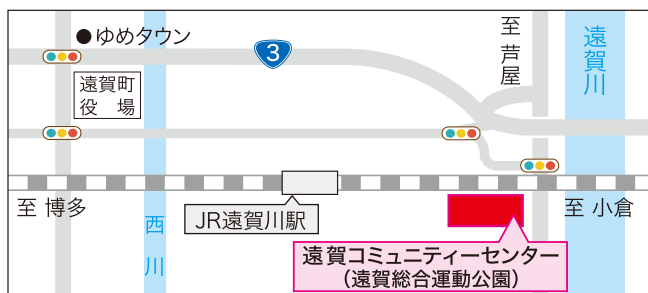 ●ゆめタウン
3
至 芦屋
遠賀川
遠賀町
役 場
至 博多
JR遠賀川駅
至 小倉
西川
遠賀コミュニティーセンター
(遠賀総合運動公園)